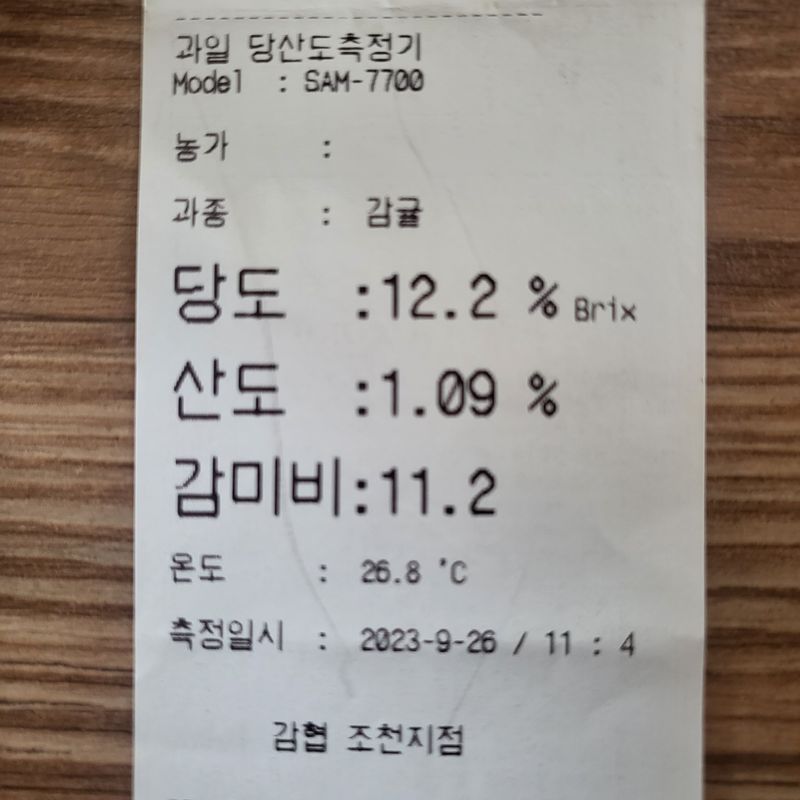 과일 당산도측정기
Model : SAM-7700
농가 :
과종 : 감귤
당도 :12.2 % Brix
산도 :1.09 %
감미비:11.2
온도 : 26.8 ˚C
측정일시 : 2023-9-26 / 11 : 4
감협 조천지점